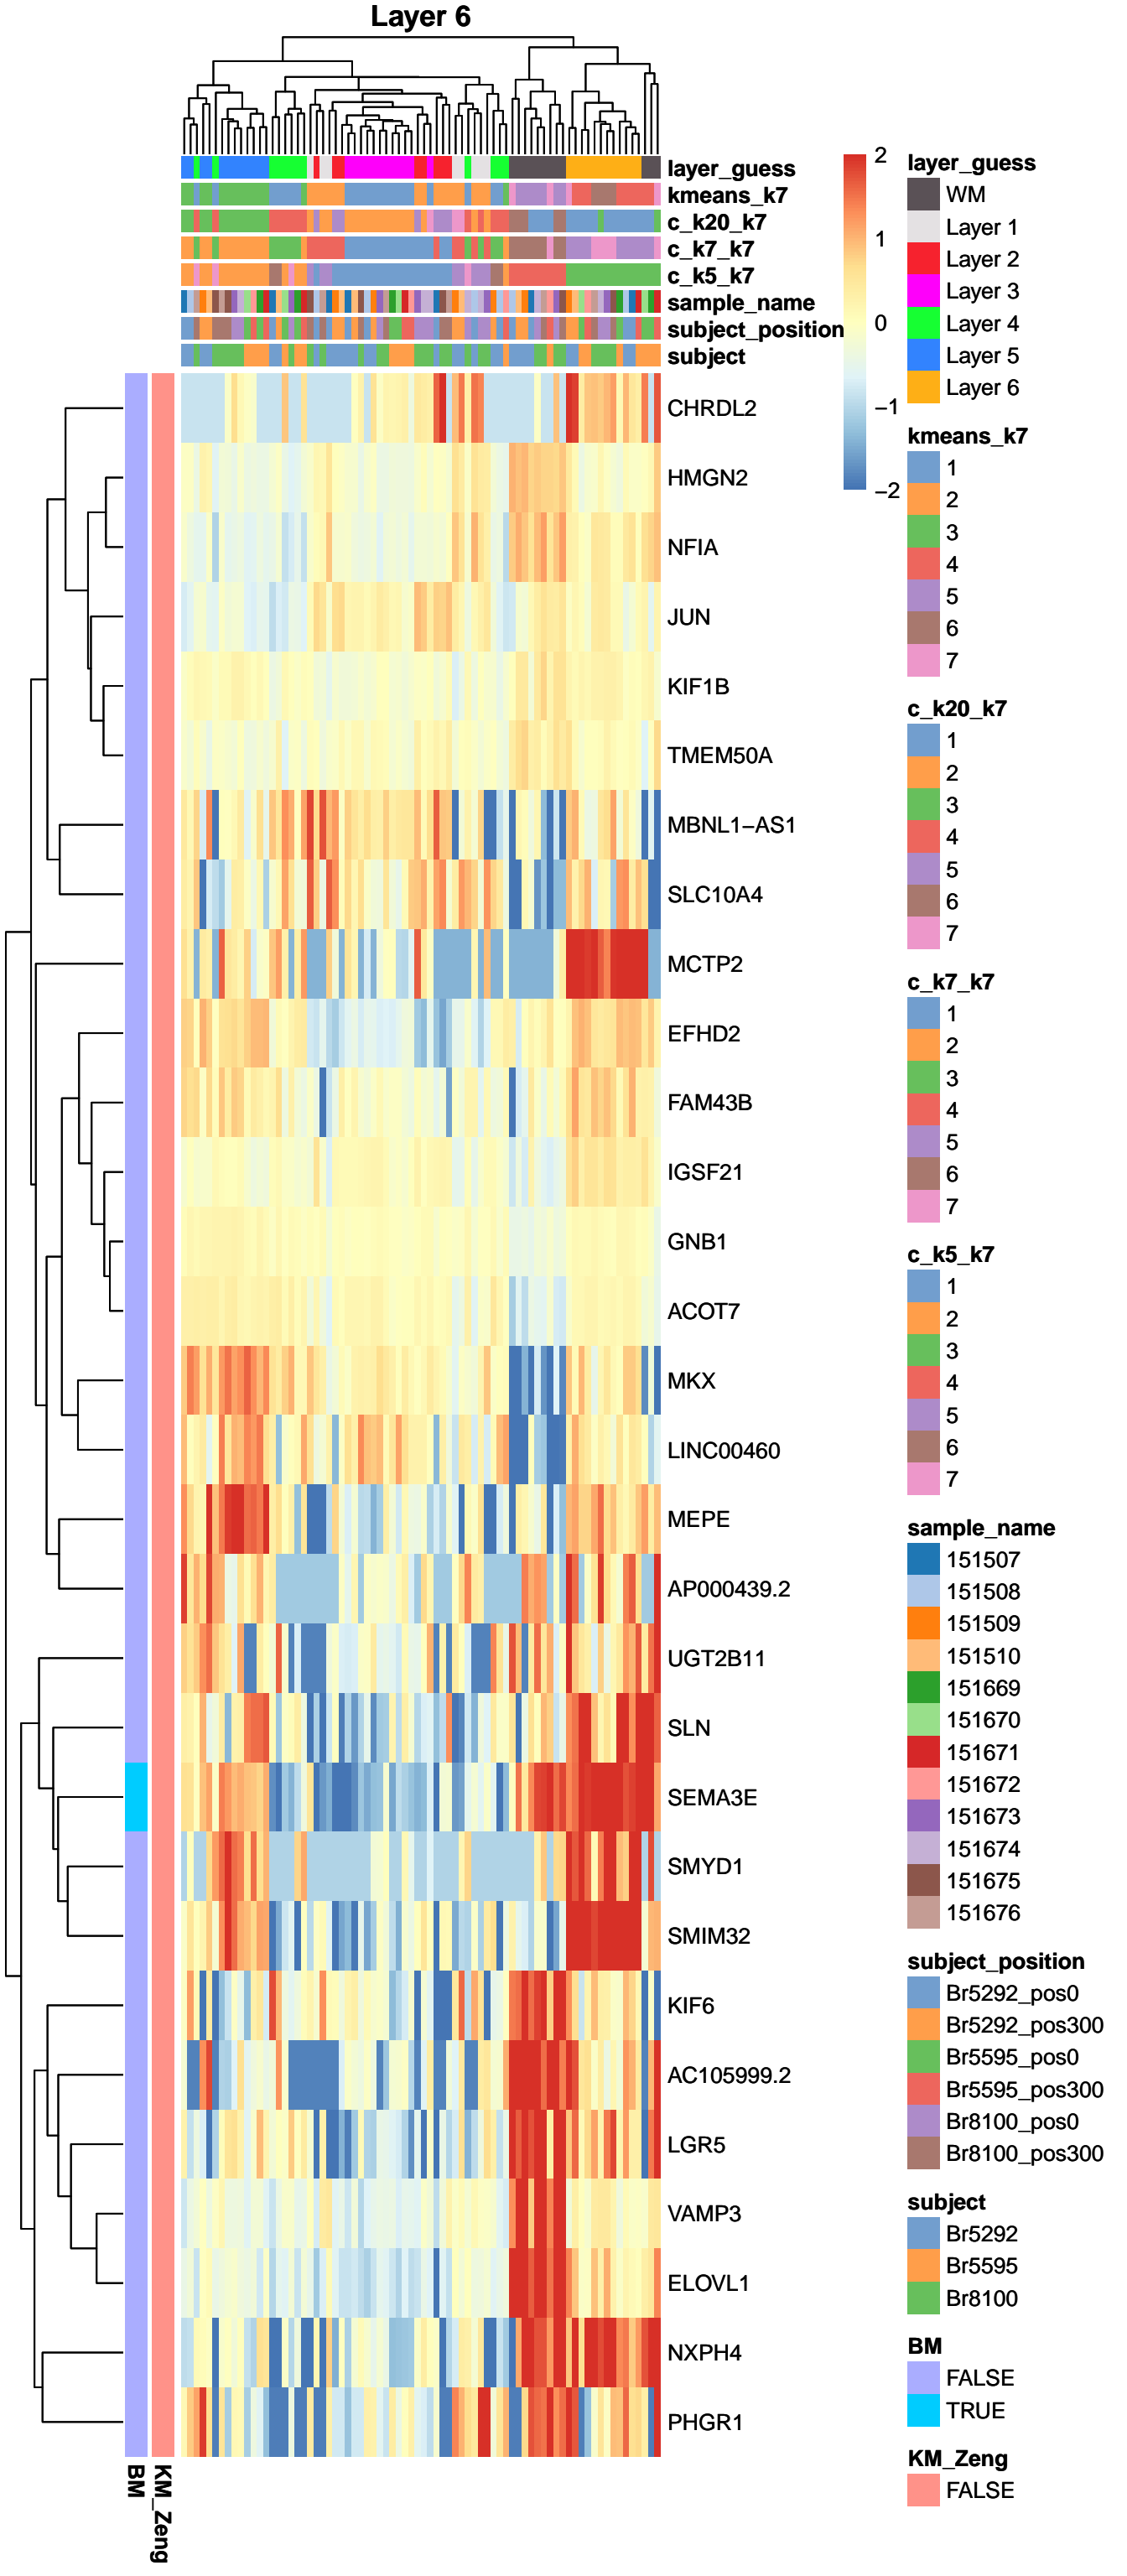 Layer 6
layer_guess
kmeans_k7
c_k20_k7
c_k7_k7
c_k5_k7
sample_name
subject_position
subject
CHRDL2
HMGN2
NFIA
JUN
KIF1B
TMEM50A
MBNL1−AS1
SLC10A4
MCTP2
EFHD2
FAM43B
IGSF21
GNB1
ACOT7
MKX
LINC00460
MEPE
AP000439.2
UGT2B11
SLN
SEMA3E
SMYD1
SMIM32
KIF6
AC105999.2
LGR5
VAMP3
ELOVL1
NXPH4
PHGR1
BM
KM_Zeng
2
1
0
−1
−2
layer_guess
WM
Layer 1
Layer 2
Layer 3
Layer 4
Layer 5
Layer 6
kmeans_k7
1
2
3
4
5
6
7
c_k20_k7
1
2
3
4
5
6
7
c_k7_k7
1
2
3
4
5
6
7
c_k5_k7
1
2
3
4
5
6
7
sample_name
151507
151508
151509
151510
151669
151670
151671
151672
151673
151674
151675
151676
subject_position
Br5292_pos0
Br5292_pos300
Br5595_pos0
Br5595_pos300
Br8100_pos0
Br8100_pos300
subject
Br5292
Br5595
Br8100
BM
FALSE
TRUE
KM_Zeng
FALSE